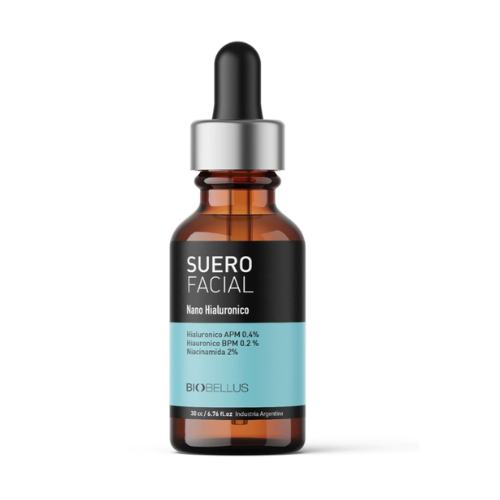 SUERO
FACIAL
Nano Hialuronico
Hialuronico APM 0.4%
Hiauronico BPM 0.2 %
Niacinamida 2%
BIOBELLUS
30 cc / 6.76 fl.oz Industria Argentina